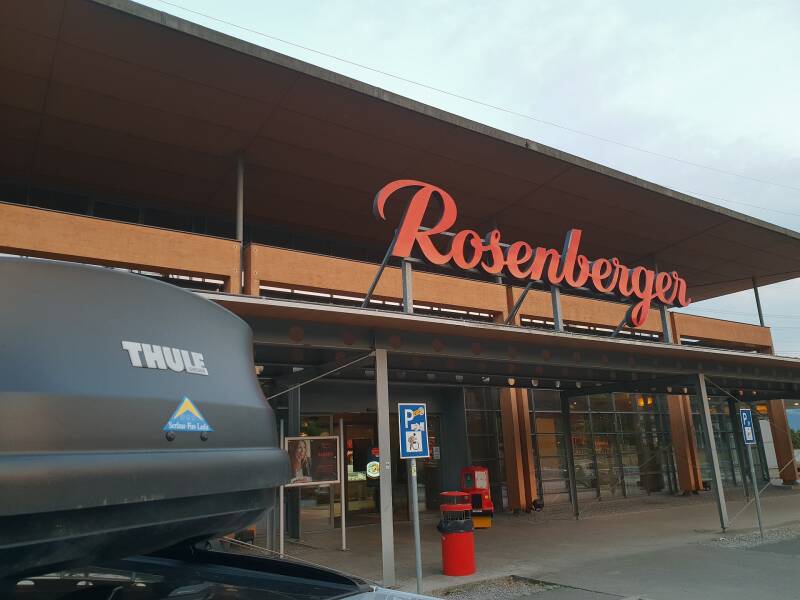 Rosenberger
THULE
Serfaus-Fiss-Ladis
P
P